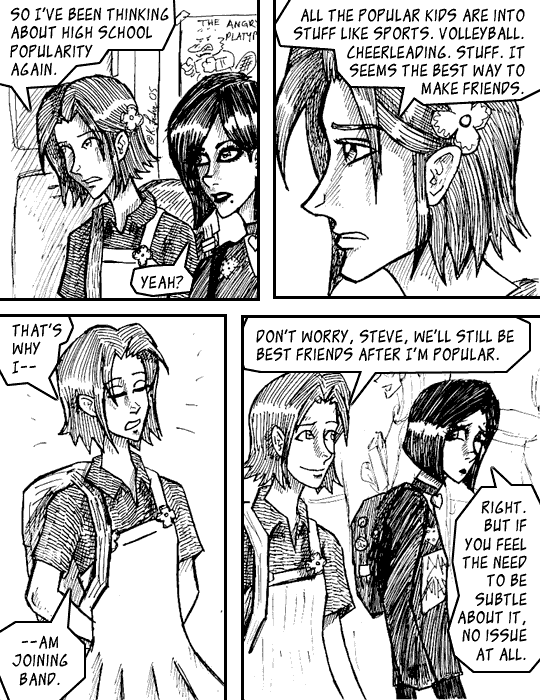 SO I'VE BEEN THINKING
ABOUT HIGH SCHOOL
POPULARITY
AGAIN.
THE ANGRY
PLATYP
YEAH?
ALL THE POPULAR KIDS ARE INTO
STUFF LIKE SPORTS. VOLLEYBALL.
CHEERLEADING. STUFF. IT
SEEMS THE BEST WAY TO
MAKE FRIENDS.
THAT'S
WHY
I--
--AM
JOINING
BAND.
DON'T WORRY, STEVE, WE'LL STILL BE
BEST FRIENDS AFTER I'M POPULAR.
RIGHT.
BUT IF
YOU FEEL
THE NEED
TO BE
SUBTLE
ABOUT IT,
NO ISSUE
AT ALL.